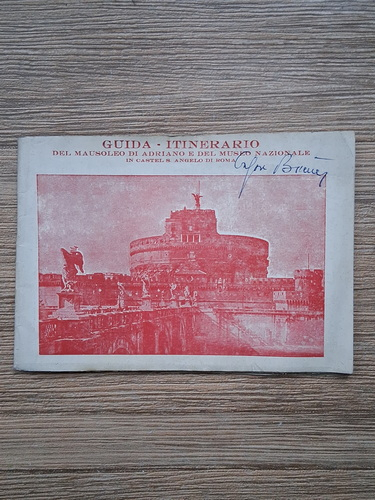 GUIDA - ITINERARIO
DEL MAUSOLEO DI ADRIANO E DEL MUSEO NAZIONALE
IN CASTEL S. ANGELO DI ROMA